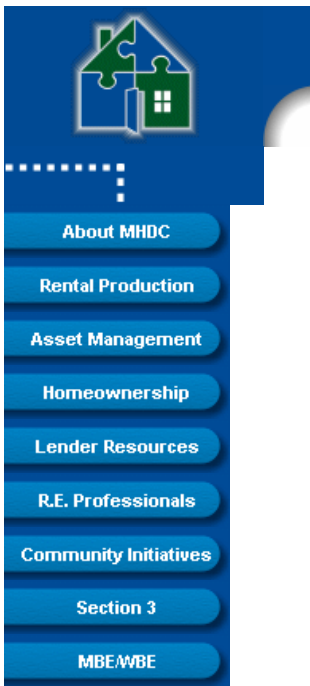 About MHDC
Rental Production
Asset Management
Homeownership
Lender Resources
R.E. Professionals
Community Initiatives
Section 3
MBE/WBE